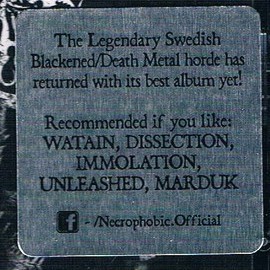 The Legendary Swedish
Blackened/Death Metal horde has
returned with its best album yet!
Recommended if you like:
WATAIN, DISSECTION,
IMMOLATION,
UNLEASHED, MARDUK
f - /Necrophobic.Official